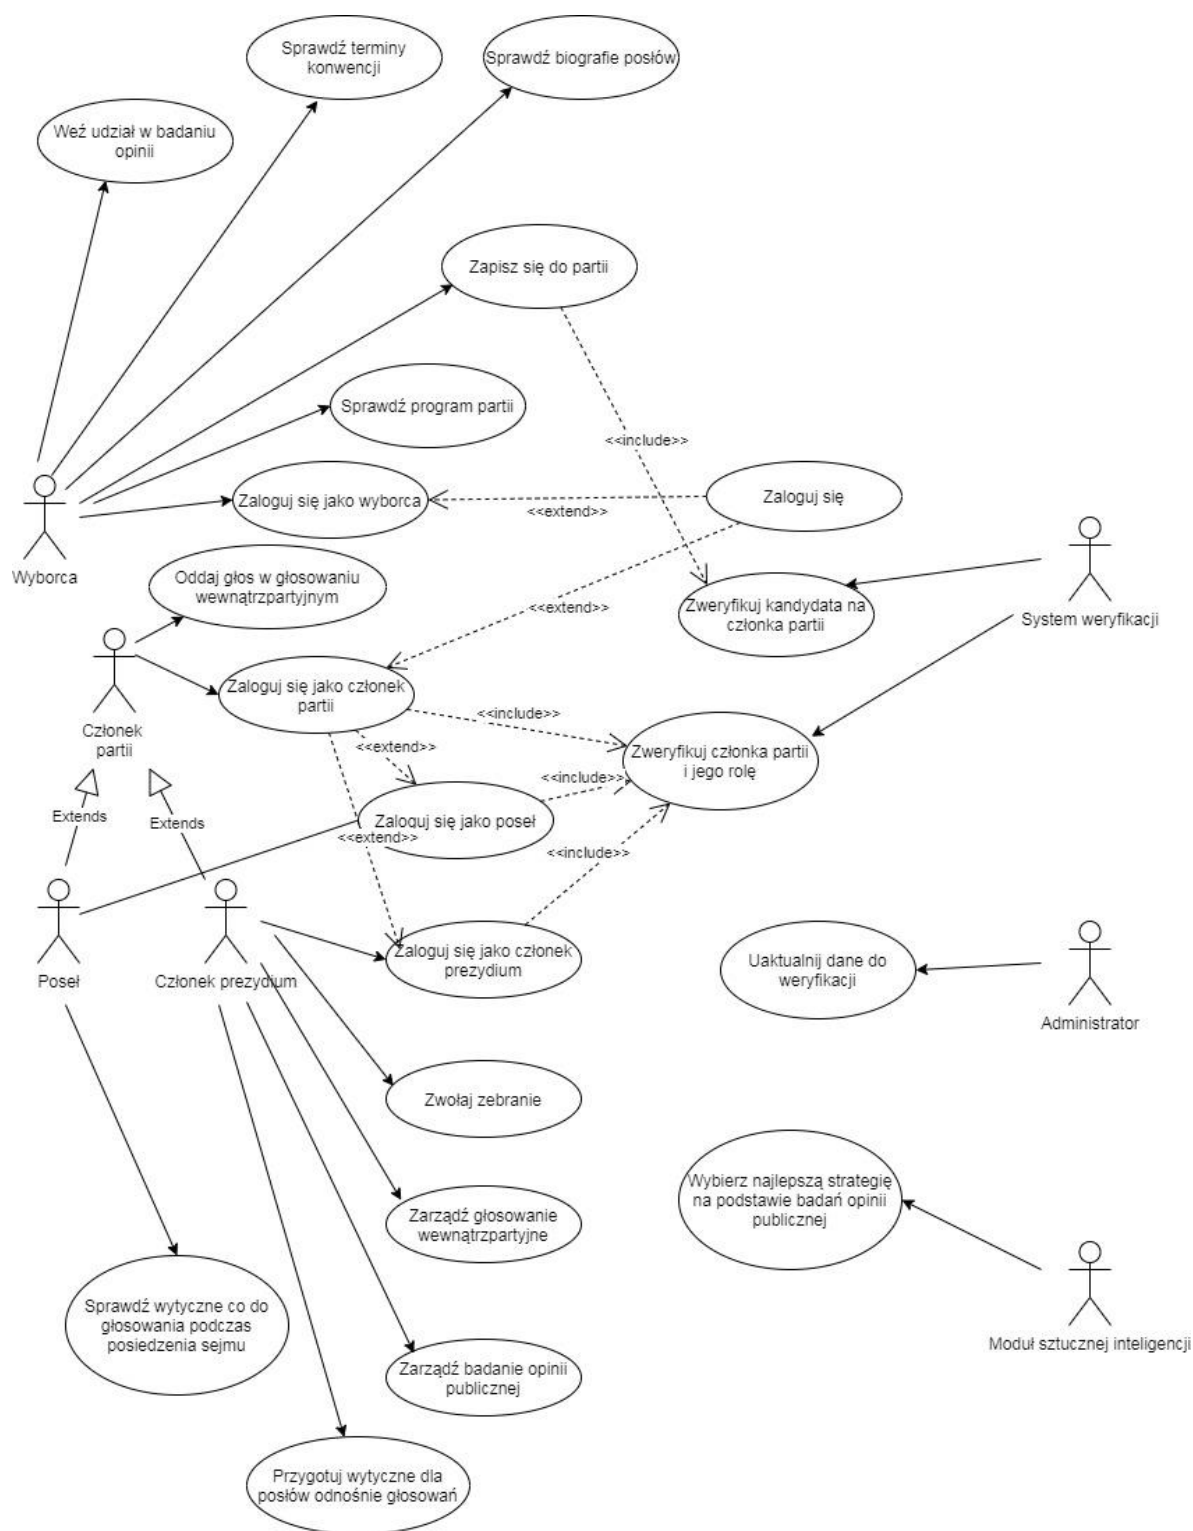 Sprawdź terminy
konwencji
Sprawdź biografie posłów
Weź udział w badaniu
opinii
Zapisz się do partii
Sprawdź program partii
<<include>>
Zaloguj się jako wyborca
Zaloguj się
<<extend>>
Wyborca
Oddaj głos w głosowaniu
wewnątrzpartyjnym
<<extend>>
Zweryfikuj kandydata na
członka partii
System weryfikacji
Zaloguj się jako członek
partii
Członek
partii
<<include>>
<<extend>>
Zweryfikuj członka partii
i jego rolę
<<include>>
Extends
Extends
Zaloguj się jako poseł
<<extend>>
<<include>>
Zaloguj się jako członek
prezydium
Poseł
Członek prezydium
Uaktualnij dane do
weryfikacji
Administrator
Zwołaj zebranie
Wybierz najlepszą strategię
na podstawie badań opinii
publicznej
Zarządź głosowanie
wewnątrzpartyjne
Sprawdź wytyczne co do
głosowania podczas
posiedzenia sejmu
Moduł sztucznej inteligencji
Zarządź badanie opinii
publicznej
Przygotuj wytyczne dla
posłów odnośnie głosowań